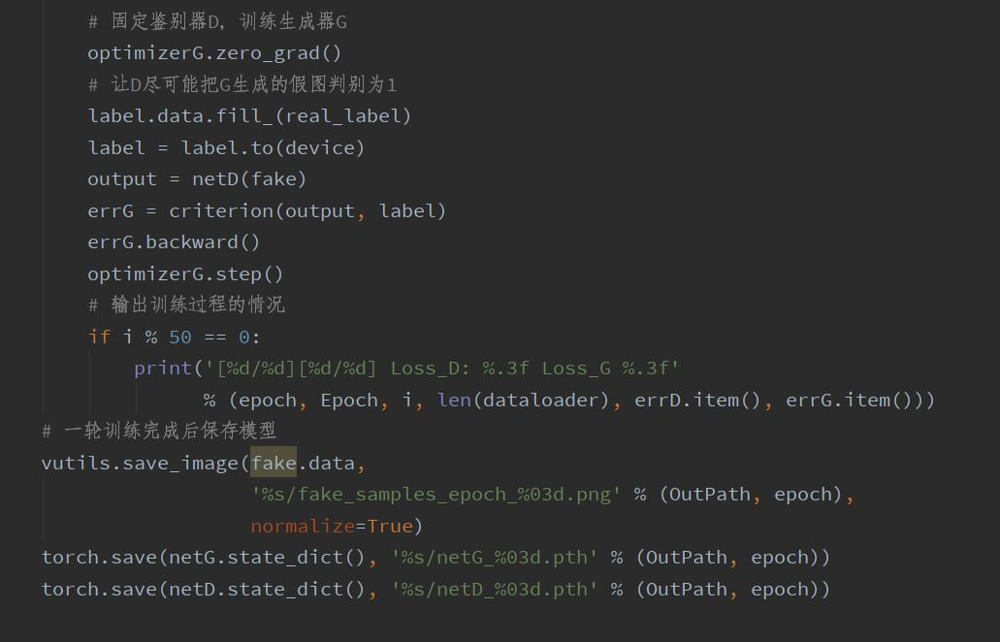 # 固定鉴别器D，训练生成器G
optimizerG.zero_grad()
# 让D尽可能把G生成的假图判别为1
label.data.fill_(real_label)
label = label.to(device)
output = netD(fake)
errG = criterion(output, label)
errG.backward()
optimizerG.step()
# 输出训练过程的情况
if i % 50 == 0:
print('[%d/%d][%d/%d] Loss_D: %.3f Loss_G %.3f'
% (epoch, Epoch, i, len(dataloader), errD.item(), errG.item()))
# 一轮训练完成后保存模型
vutils.save_image(fake.data,
'%s/fake_samples_epoch_%03d.png' % (OutPath, epoch),
normalize=True)
torch.save(netG.state_dict(), '%s/netG_%03d.pth' % (OutPath, epoch))
torch.save(netD.state_dict(), '%s/netD_%03d.pth' % (OutPath, epoch))